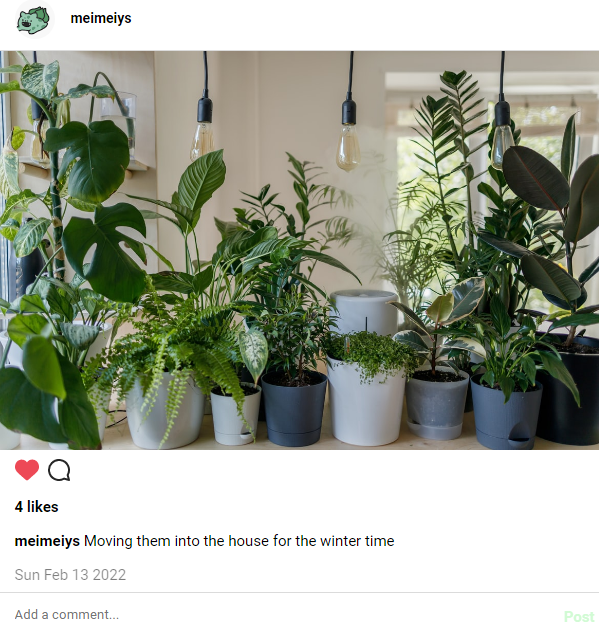 meimeiys
4 likes
meimeiys Moving them into the house for the winter time
Sun Feb 13 2022
Add a comment...
Post